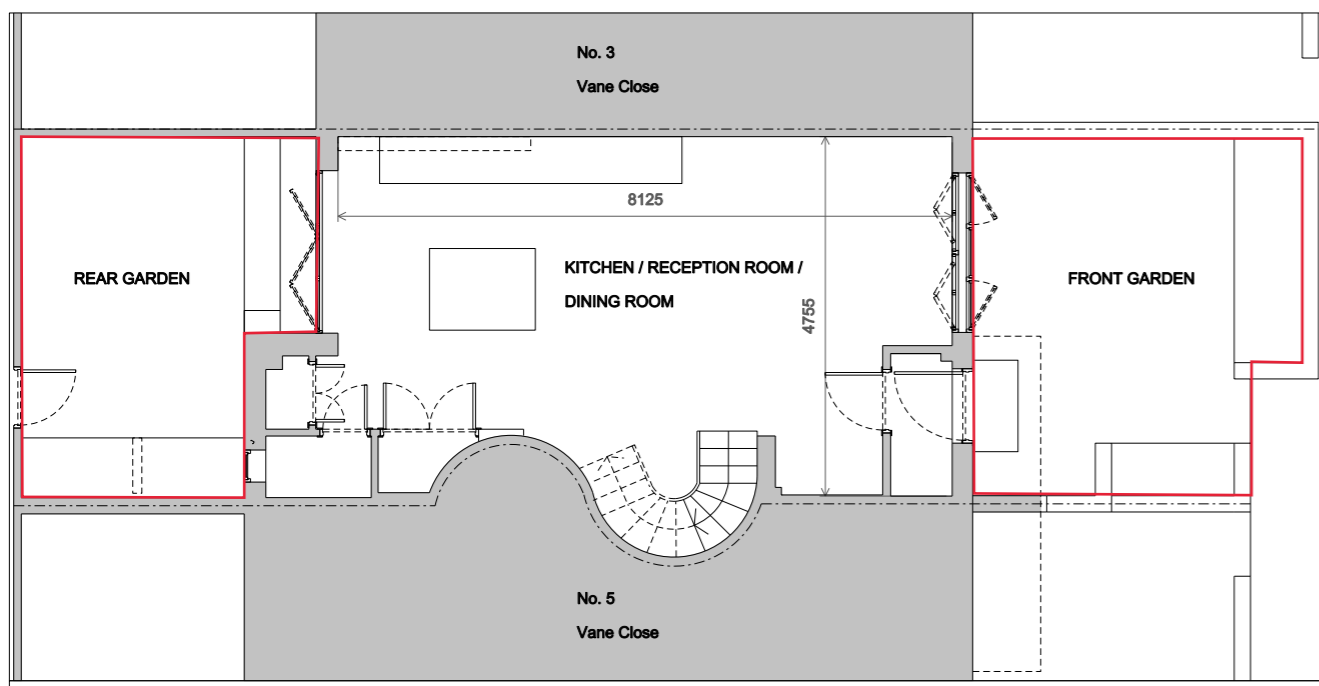 No. 3
Vane Close
8125
REAR GARDEN
KITCHEN / RECEPTION ROOM /
DINING ROOM
4755
FRONT GARDEN
No. 5
Vane Close